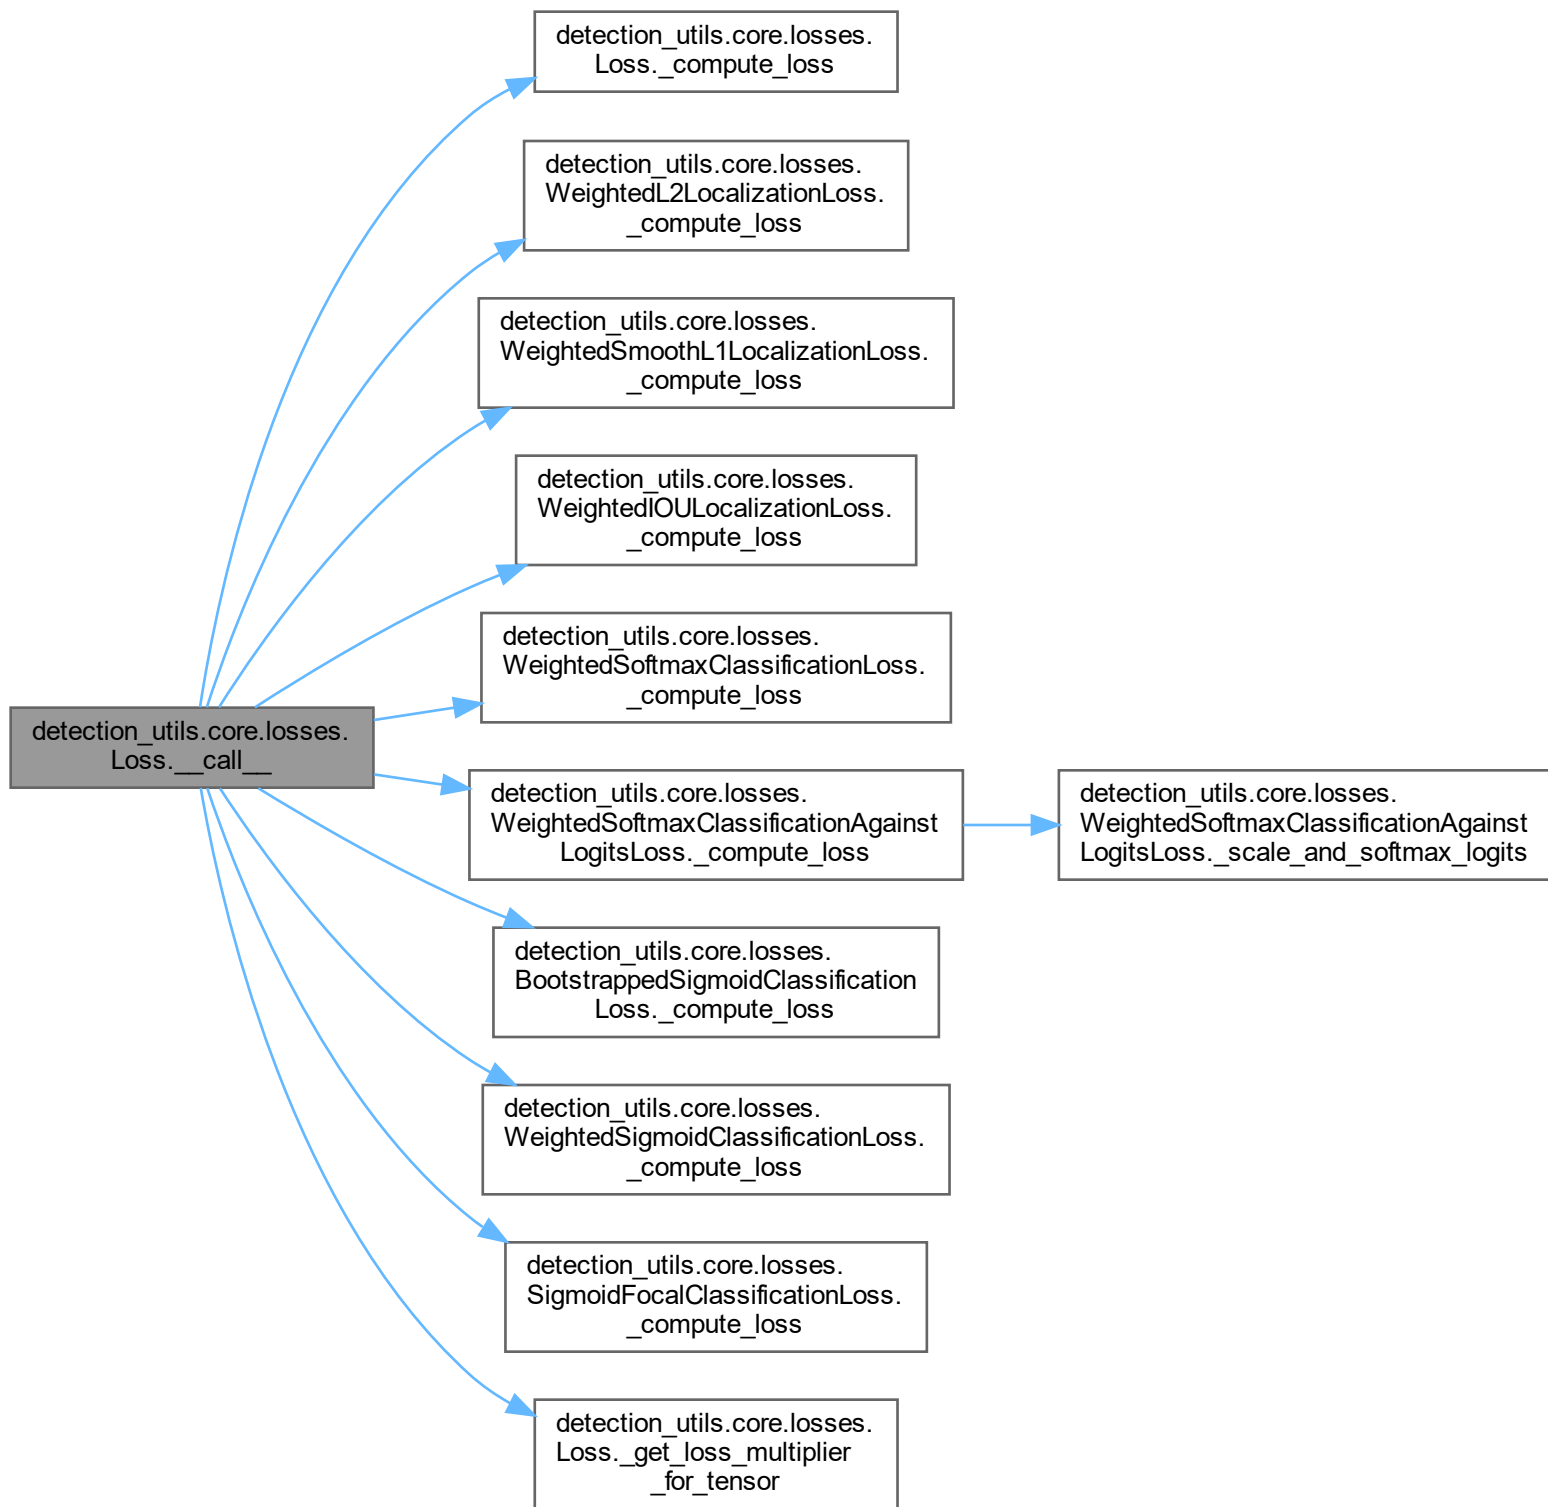 detection_utils.core.losses.
Loss._compute_loss
detection_utils.core.losses.
WeightedL2LocalizationLoss.
_compute_loss
detection_utils.core.losses.
WeightedSmoothL1LocalizationLoss.
_compute_loss
detection_utils.core.losses.
WeightedIOULocalizationLoss.
_compute_loss
detection_utils.core.losses.
WeightedSoftmaxClassificationLoss.
_compute_loss
detection_utils.core.losses.
Loss.__call__
detection_utils.core.losses.
WeightedSoftmaxClassificationAgainst
LogitsLoss._compute_loss
detection_utils.core.losses.
WeightedSoftmaxClassificationAgainst
LogitsLoss._scale_and_softmax_logits
detection_utils.core.losses.
BootstrappedSigmoidClassification
Loss._compute_loss
detection_utils.core.losses.
WeightedSigmoidClassificationLoss.
_compute_loss
detection_utils.core.losses.
SigmoidFocalClassificationLoss.
_compute_loss
detection_utils.core.losses.
Loss._get_loss_multiplier
_for_tensor